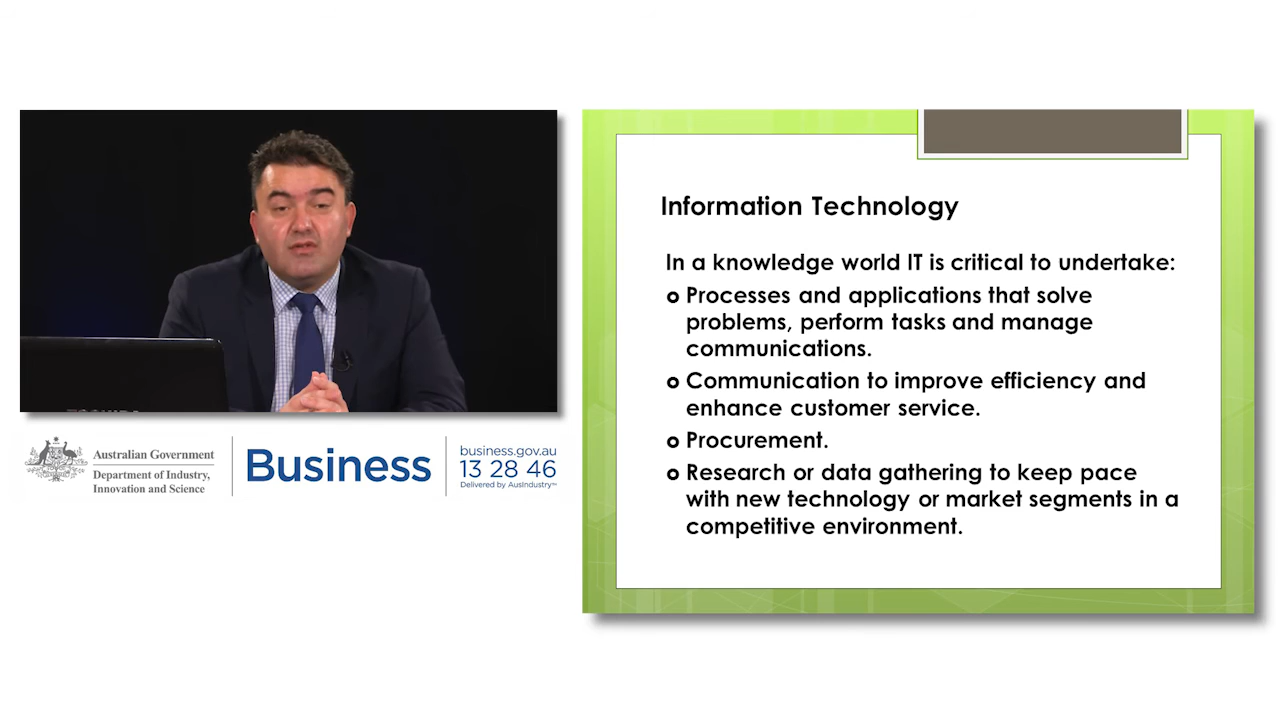 Australian Government
Department of Industry,
Innovation and Science
Business
business.gov.au
13 28 46
Delivered by AusIndustry™
Information Technology
In a knowledge world IT is critical to undertake:
Processes and applications that solve
problems, perform tasks and manage
communications.
Communication to improve efficiency and
enhance customer service.
Procurement.
Research or data gathering to keep pace
with new technology or market segments in a
competitive environment.